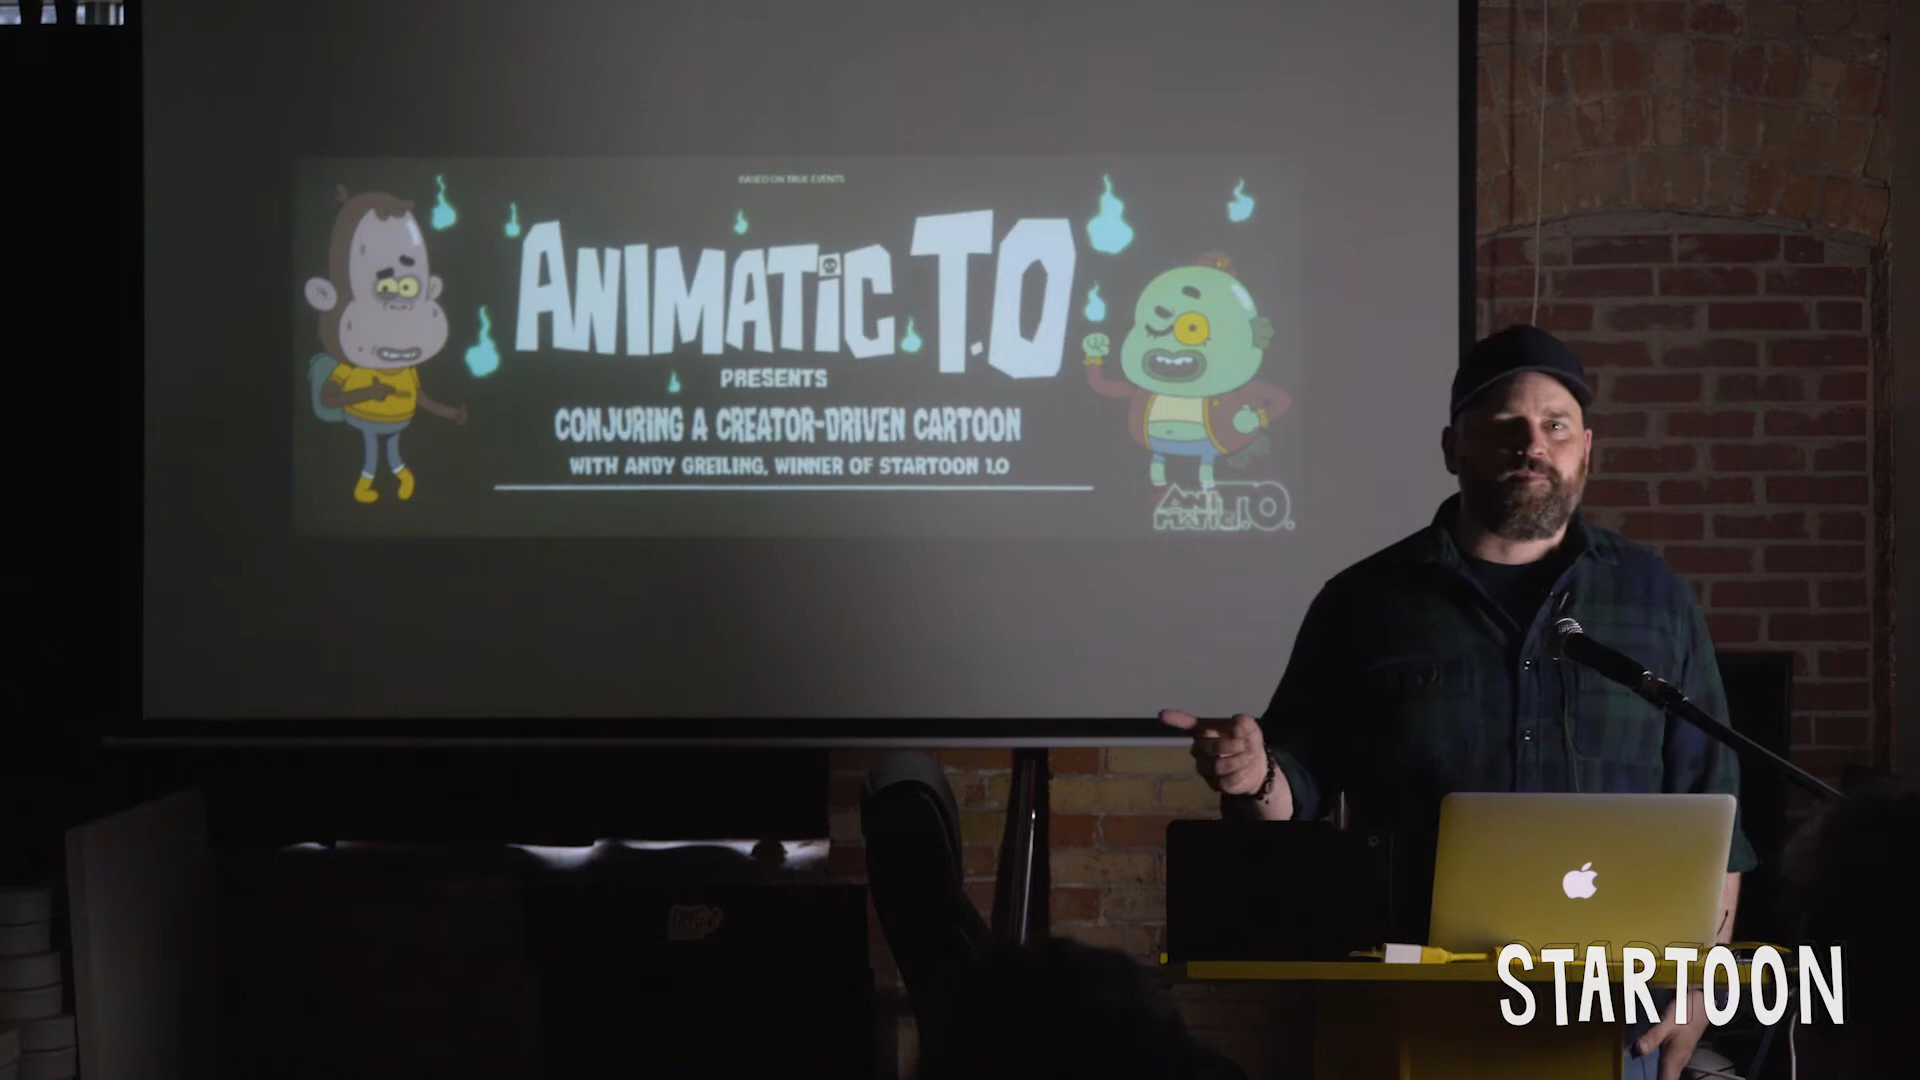 BASED ON TRUE EVENTS
ANIMATIC T.O
PRESENTS
CONJURING A CREATOR-DRIVEN CARTOON
WITH ANDY GREILING, WINNER OF STARTOON 1.0
ANIMATIC T.O.
STARTOON